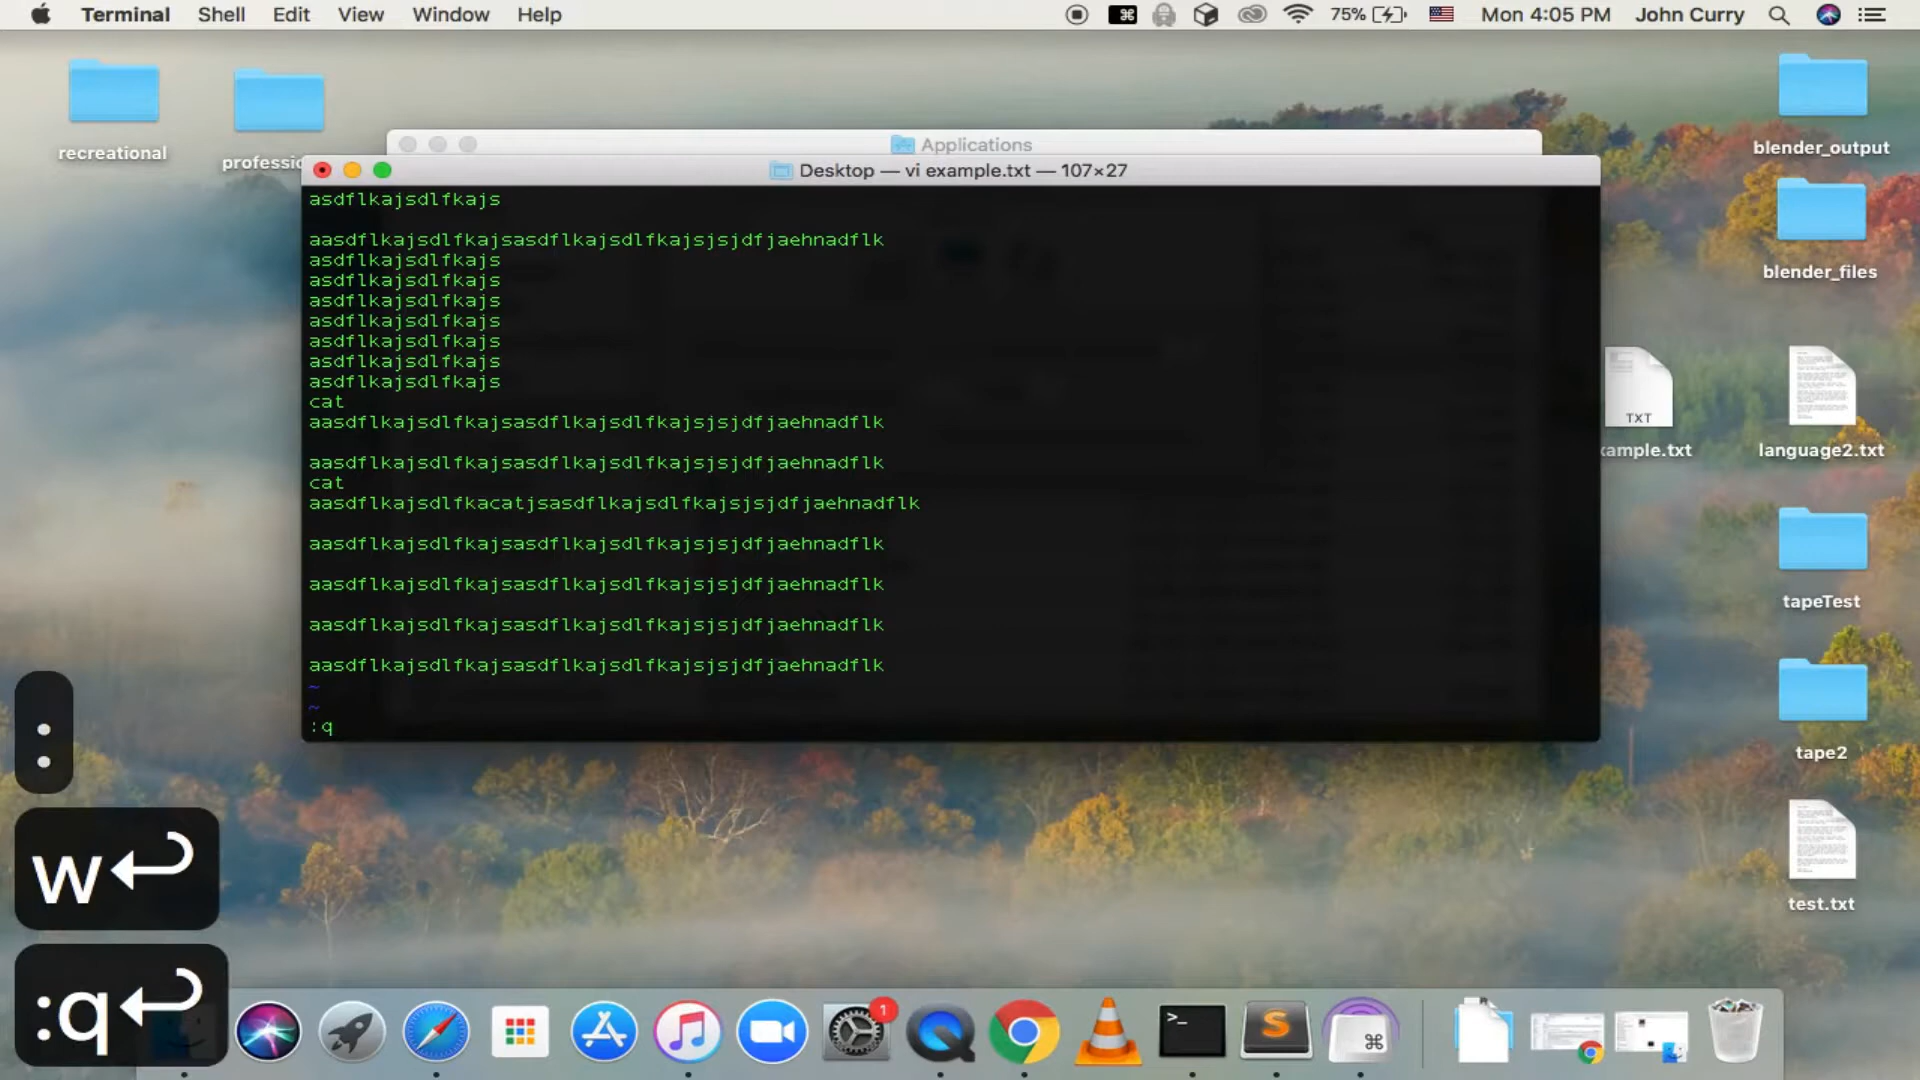 Terminal Shell Edit View Window Help
75% Mon 4:05 PM John Curry
recreational
professio
blender_output
Applications
Desktop — vi example.txt — 107×27
asdflkajsdlfkajs
aasdflkajsdlfkajsasdflkajsdlfkajsjsjdfjaehnadflk
asdflkajsdlfkajs
asdflkajsdlfkajs
asdflkajsdlfkajs
asdflkajsdlfkajs
asdflkajsdlfkajs
asdflkajsdlfkajs
asdflkajsdlfkajs
cat
aasdflkajsdlfkajsasdflkajsdlfkajsjsjdfjaehnadflk
aasdflkajsdlfkajsasdflkajsdlfkajsjsjdfjaehnadflk
cat
aasdflkajsdlfkacatjsasdflkajsdlfkajsjsjdfjaehnadflk
aasdflkajsdlfkajsasdflkajsdlfkajsjsjdfjaehnadflk
aasdflkajsdlfkajsasdflkajsdlfkajsjsjdfjaehnadflk
aasdflkajsdlfkajsasdflkajsdlfkajsjsjdfjaehnadflk
aasdflkajsdlfkajsasdflkajsdlfkajsjsjdfjaehnadflk
~
~
:q
blender_files
TXT
xample.txt
language2.txt
tapeTest
tape2
test.txt
:
w↩
:q↩
1
>_
S
⌘